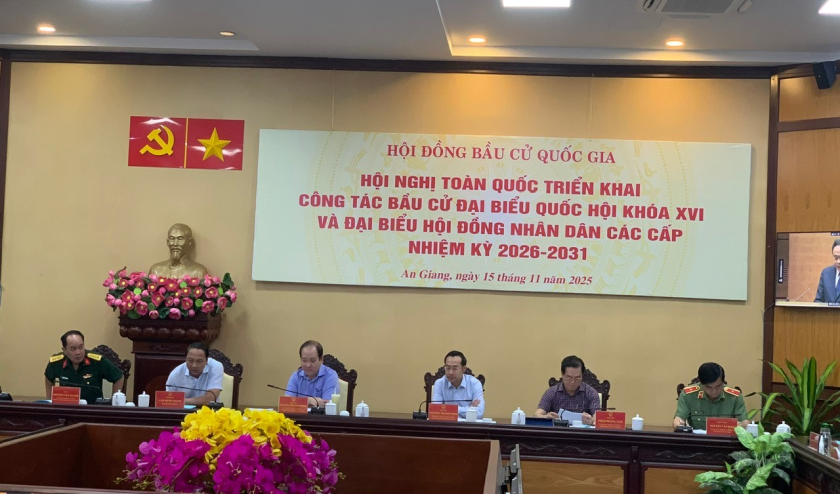 HỘI ĐỒNG BẦU CỬ QUỐC GIA
HỘI NGHỊ TOÀN QUỐC TRIỂN KHAI
CÔNG TÁC BẦU CỬ ĐẠI BIỂU QUỐC HỘI KHÓA XVI
VÀ ĐẠI BIỂU HỘI ĐỒNG NHÂN DÂN CÁC CẤP
NHIỆM KỲ 2026-2031
An Giang, ngày 15 tháng 11 năm 2025